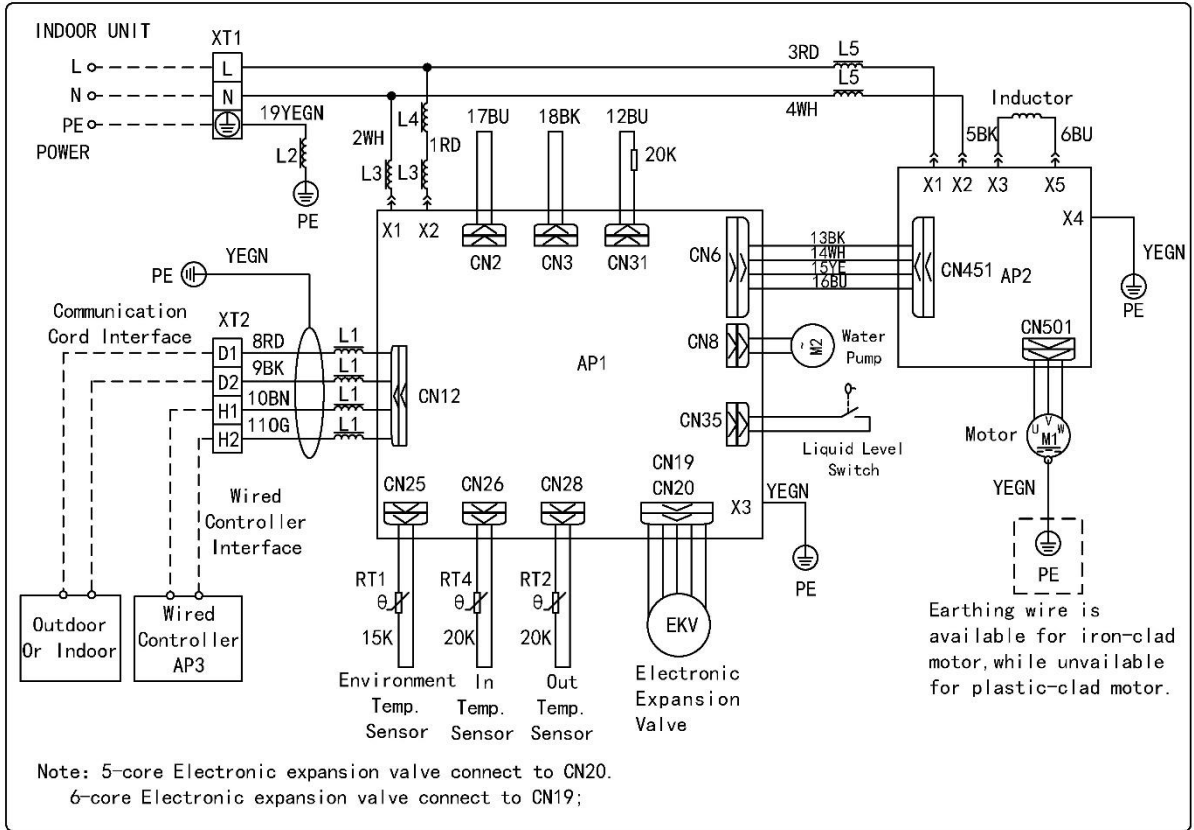 INDOOR UNIT
XT1
L
N
PE
POWER
L
N
19YEGN
L2
PE
2WH
L3
L4
1RD
L3
17BU
18BK
12BU
20K
3RD
L5
L5
4WH
Inductor
5BK
6BU
X1
X2
X3
X5
X4
YEGN
PE
X1
X2
CN2
CN3
CN31
CN6
13BK
14WH
15YE
16BU
CN451
AP2
CN501
CN8
M2
~
Water
Pump
AP1
CN35
Liquid Level
Switch
Motor
U
V
W
M1
YEGN
PE
Earthing wire is
available for iron-clad
motor,while unvailable
for plastic-clad motor.
PE
YEGN
Communication
Cord Interface
XT2
D1
D2
H1
H2
8RD
9BK
10BN
11OG
L1
L1
L1
L1
CN12
Wired
Controller
Interface
Outdoor
Or Indoor
Wired
Controller
AP3
CN25
CN26
CN28
CN19
CN20
X3
YEGN
PE
RT1
θ
15K
RT4
θ
20K
RT2
θ
20K
EKV
Environment
Temp.
Sensor
In
Temp.
Sensor
Out
Temp.
Sensor
Electronic
Expansion
Valve
Note: 5-core Electronic expansion valve connect to CN20.
6-core Electronic expansion valve connect to CN19;